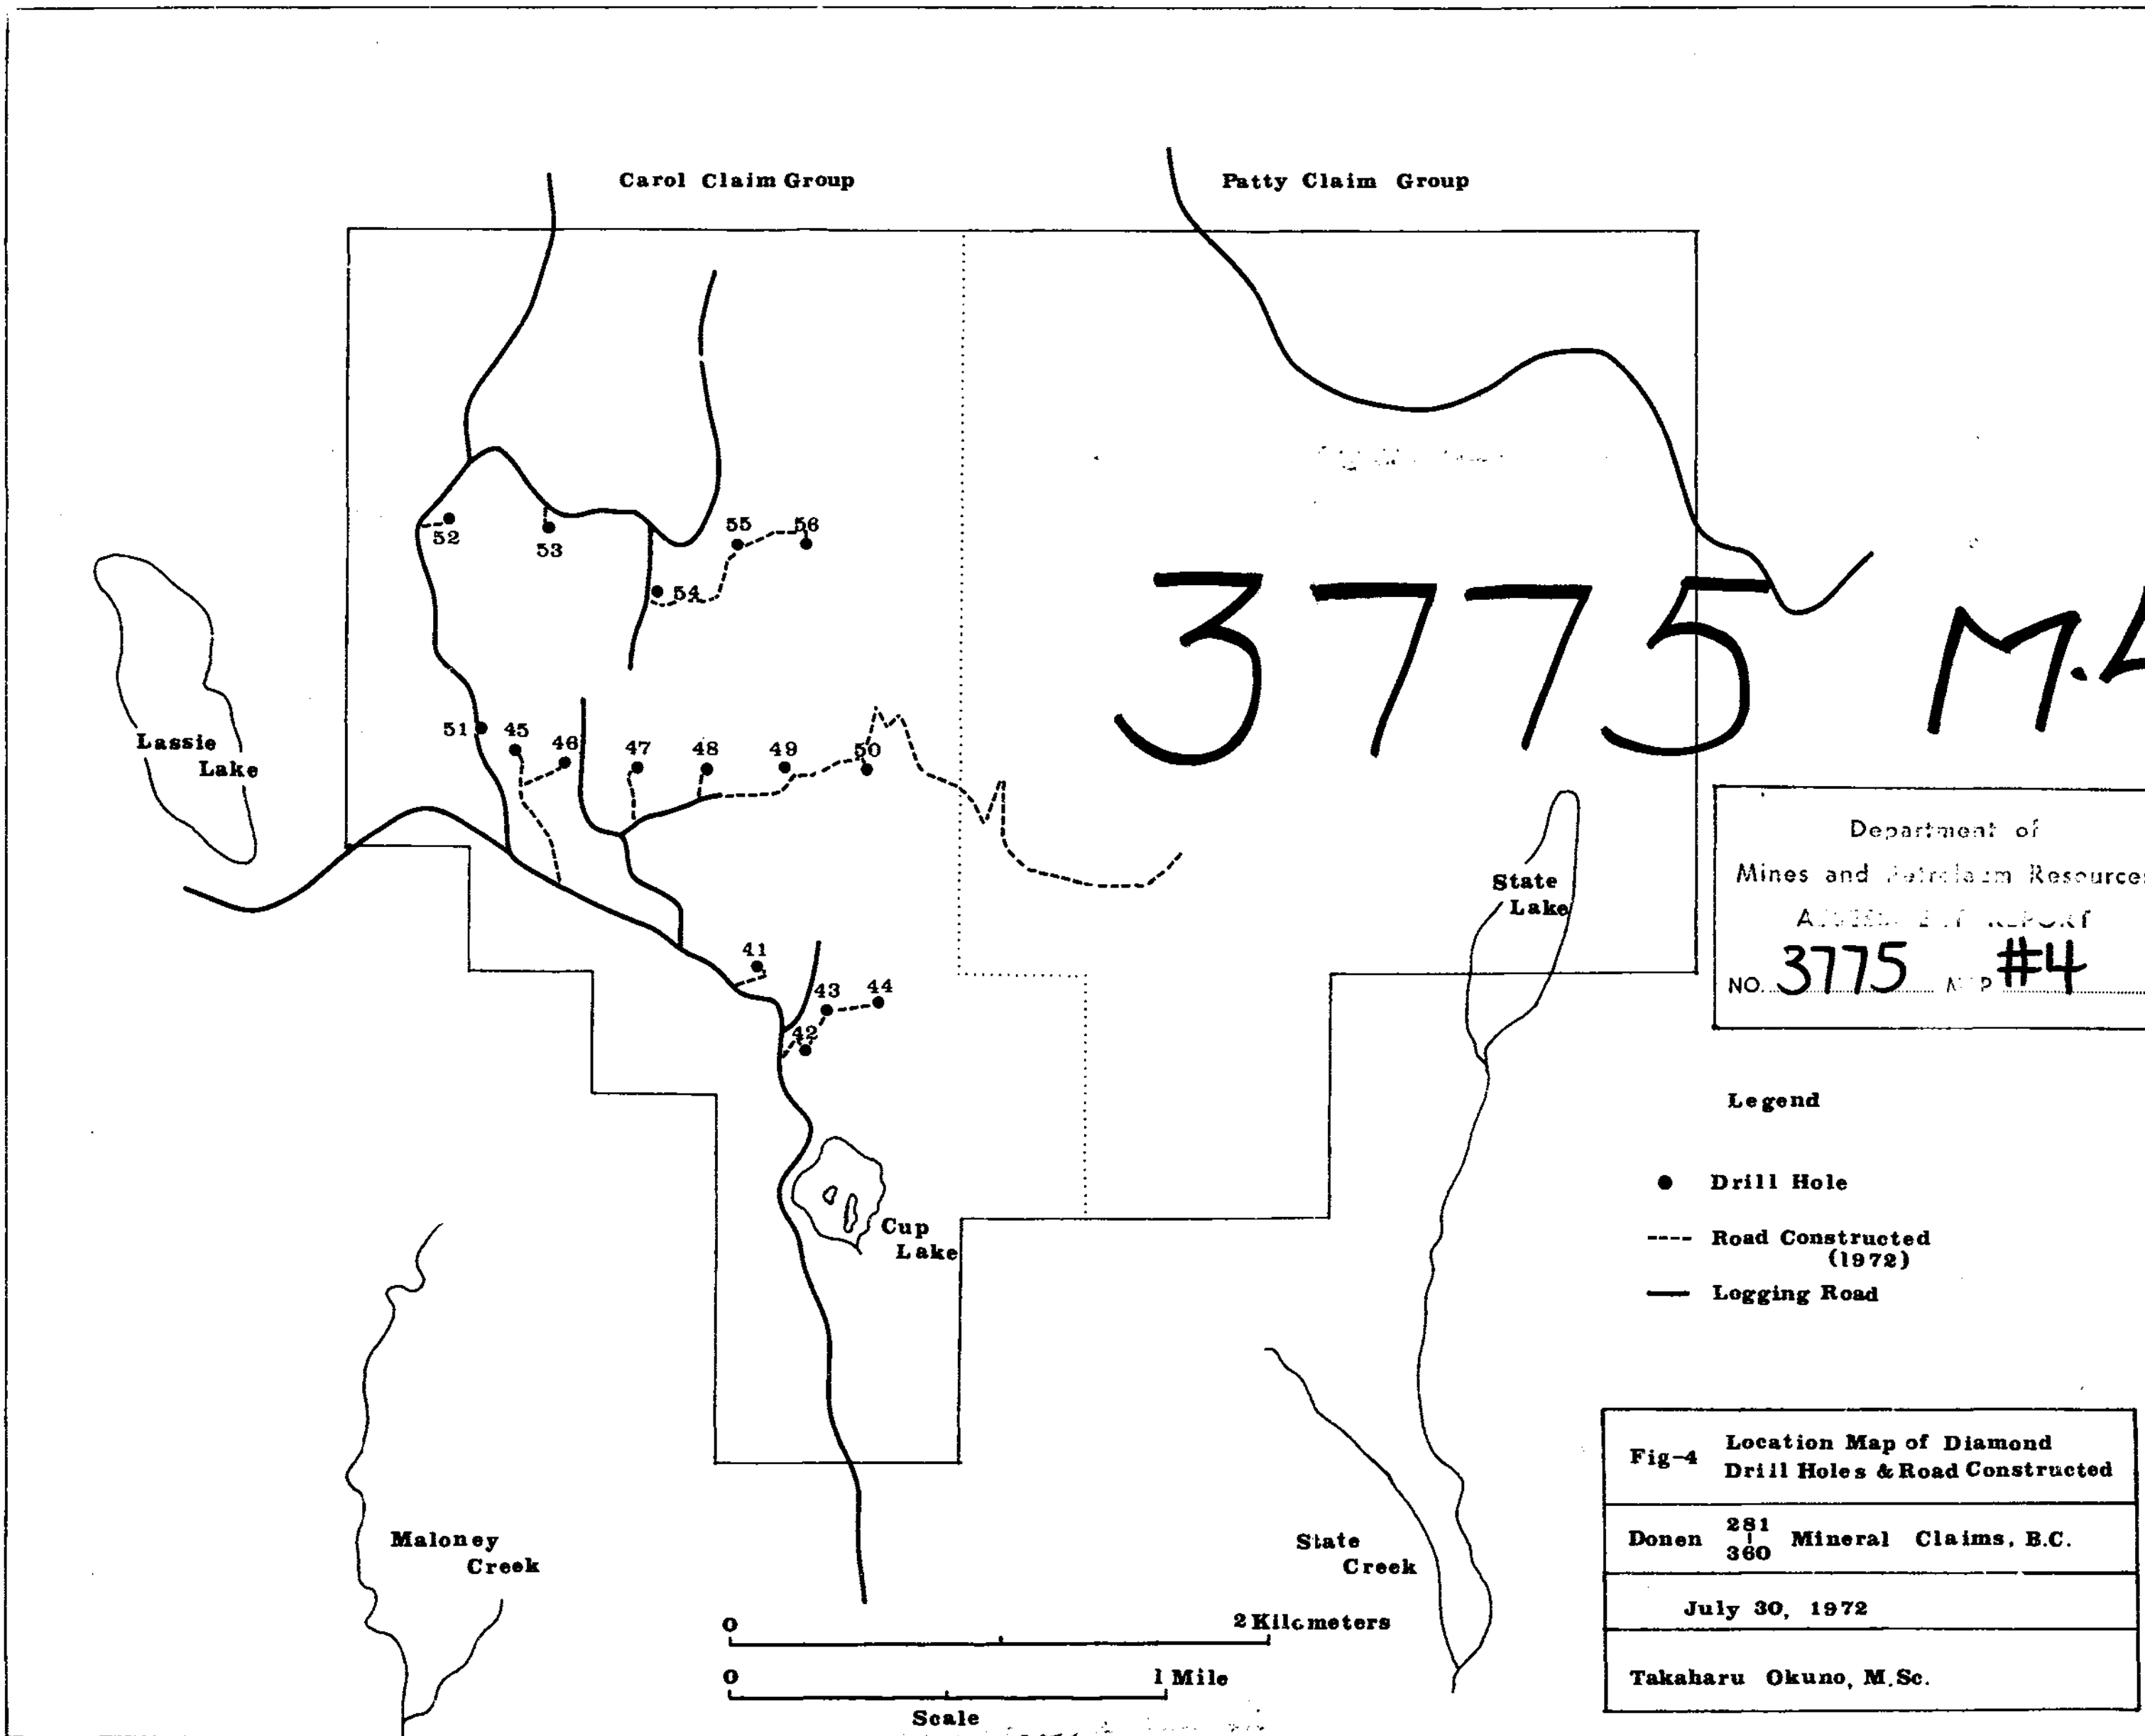 Carol Claim Group
Patty Claim Group
52
53
55
56
54
3775 M.
51
45
46
47
48
49
50
Lassie
Lake
Department of
Mines and Petroleum Resources
REPORT
NO. 3775 MAP #4
State
Lake
41
43
44
42
Legend
Drill Hole
Road Constructed
(1972)
Logging Road
Cup
Lake
Fig-4 Location Map of Diamond
Drill Holes & Road Constructed
Donen 281 | 360 Mineral Claims, B.C.
July 30, 1972
Takaharu Okuno, M.Sc.
Maloney
Creek
State
Creek
0 2 Kilometers
0 1 Mile
Scale